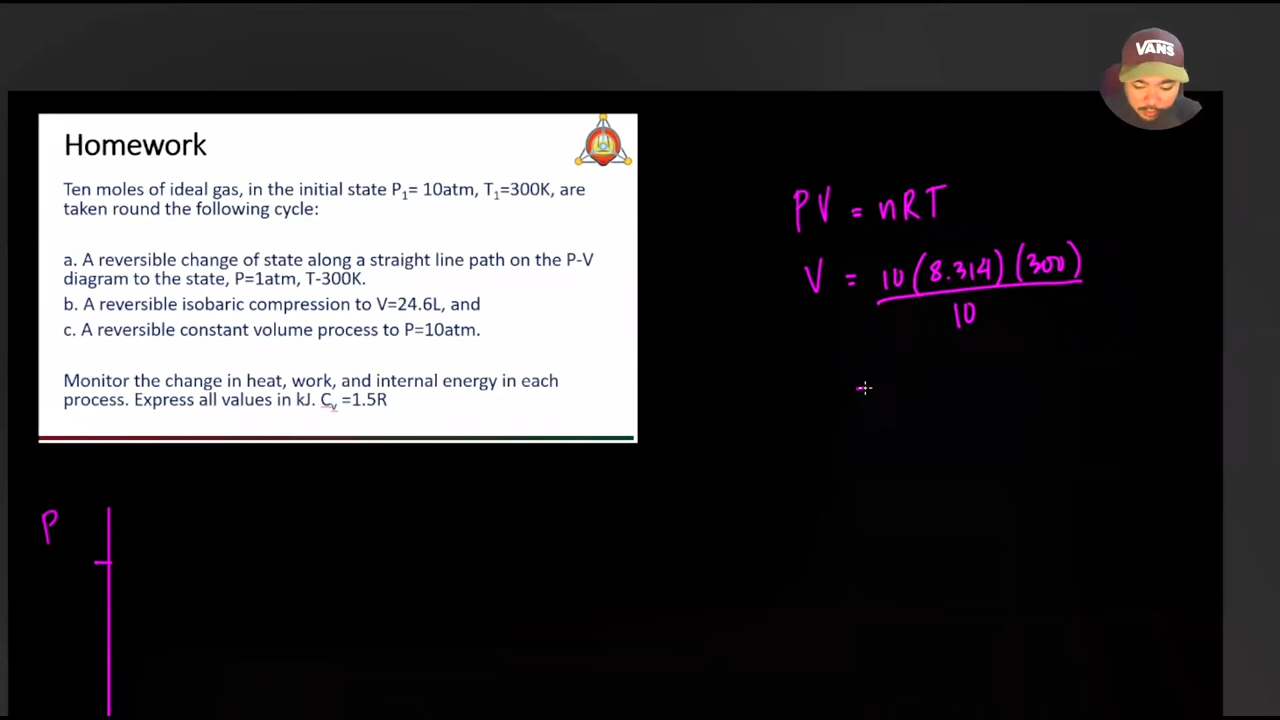 VANS
Homework
Ten moles of ideal gas, in the initial state P₁= 10atm, T₁=300K, are
taken round the following cycle:
a. A reversible change of state along a straight line path on the P-V
diagram to the state, P=1atm, T-300K.
b. A reversible isobaric compression to V=24.6L, and
c. A reversible constant volume process to P=10atm.
Monitor the change in heat, work, and internal energy in each
process. Express all values in kJ. Cᵥ =1.5R
PV = nRT
V = 10(8.314)(300)
10
P